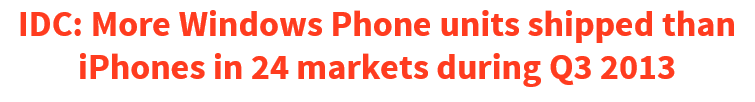 IDC: More Windows Phone units shipped than
iPhones in 24 markets during Q3 2013